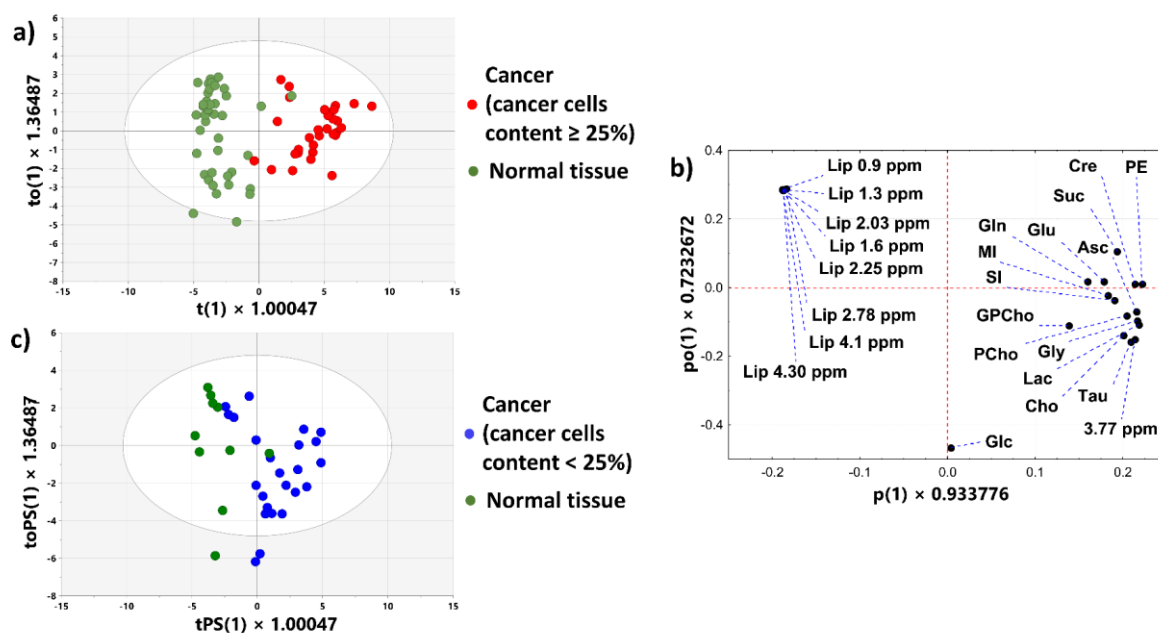 a)
6
5
4
3
2
1
0
-1
-2
-3
-4
-5
-6
-7
-8
-15
-10
-5
0
5
10
15
to(1) × 1.36487
t(1) × 1.00047
Cancer
(cancer cells
content ≥ 25%)
Normal tissue
b)
0.4
0.2
0.0
-0.2
-0.4
-0.2
-0.1
0.0
0.1
0.2
po(1) × 0.7232672
p(1) × 0.933776
Lip 0.9 ppm
Lip 1.3 ppm
Lip 2.03 ppm
Lip 1.6 ppm
Lip 2.25 ppm
Lip 2.78 ppm
Lip 4.1 ppm
Lip 4.30 ppm
Cre
PE
Suc
Gln
Glu
Asc
MI
SI
GPCho
PCho
Gly
Lac
Tau
Cho
3.77 ppm
Glc
c)
6
4
2
0
-2
-4
-6
-8
-15
-10
-5
0
5
10
15
toPS(1) × 1.36487
tPS(1) × 1.00047
Cancer
(cancer cells
content < 25%)
Normal tissue